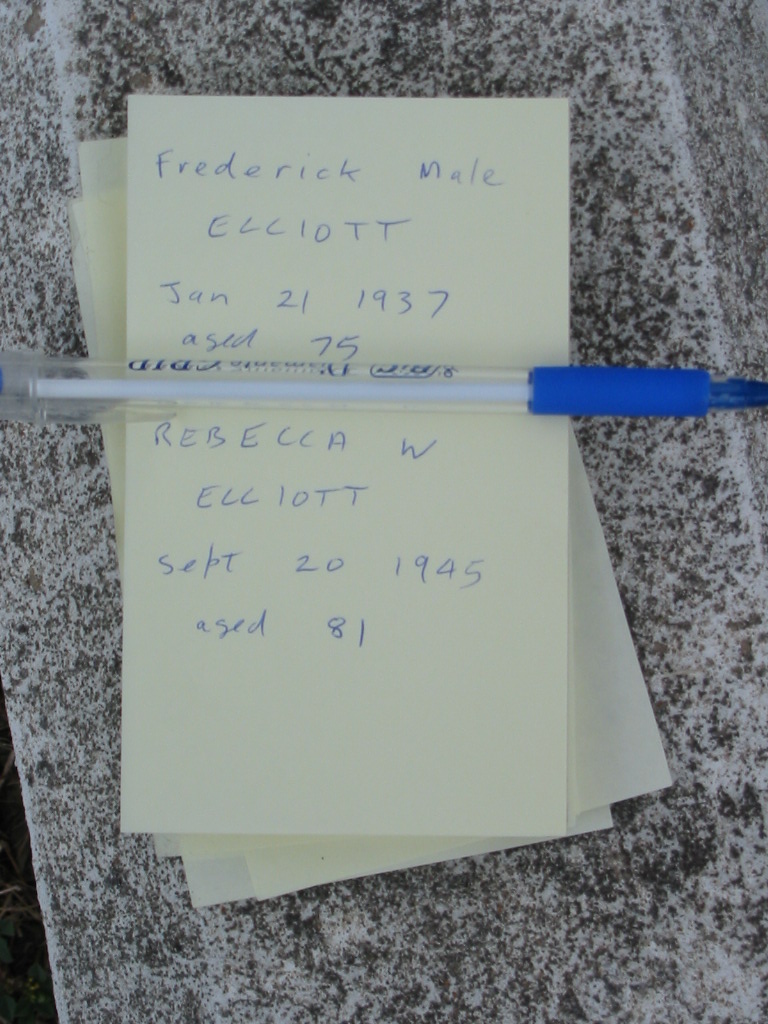 Frederick Male
ELLIOTT
Jan 21 1937
aged 75
REBECCA W
ELLIOTT
Sept 20 1945
aged 81